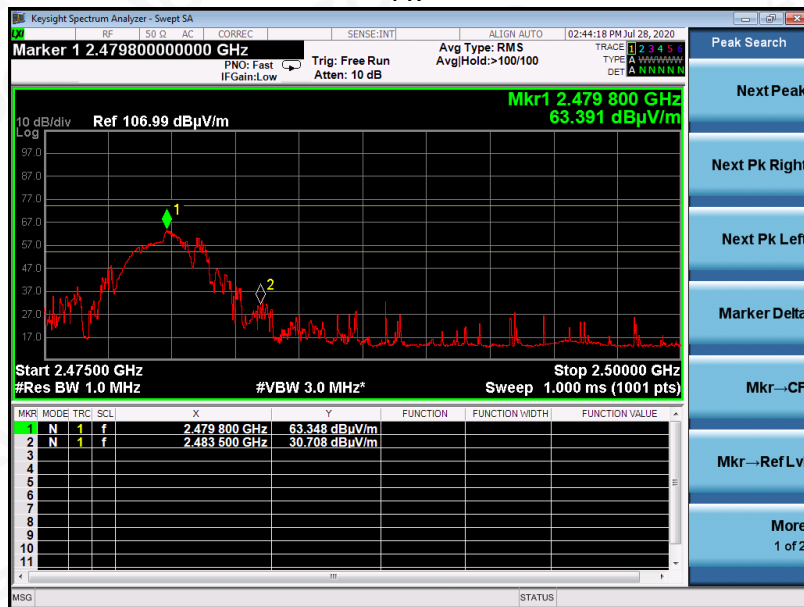 Keysight Spectrum Analyzer - Swept SA
LXI RF 50 Ω AC CORREC SENSE:INT ALIGN AUTO 02:44:18 PM Jul 28, 2020
Marker 1 2.479800000000 GHz
PNO: Fast
IFGain:Low
Trig: Free Run
Atten: 10 dB
Avg Type: RMS
Avg|Hold:>100/100
TRACE 1 2 3 4 5 6
TYPE A WWWWW
DET A N N N N N
Mkr1 2.479 800 GHz
63.391 dBµV/m
10 dB/div Ref 106.99 dBµV/m
Log
97.0
87.0
77.0
67.0
57.0
47.0
37.0
27.0
17.0
1
2
Start 2.47500 GHz Stop 2.50000 GHz
#Res BW 1.0 MHz #VBW 3.0 MHz* Sweep 1.000 ms (1001 pts)
MKR MODE TRC SCL X Y FUNCTION FUNCTION WIDTH FUNCTION VALUE
1 N 1 f 2.479 800 GHz 63.348 dBµV/m
2 N 1 f 2.483 500 GHz 30.708 dBµV/m
3
4
5
6
7
8
9
10
11
MSG STATUS
Peak Search
Next Peak
Next Pk Right
Next Pk Left
Marker Delta
Mkr→CF
Mkr→Ref Lv
More
1 of 2